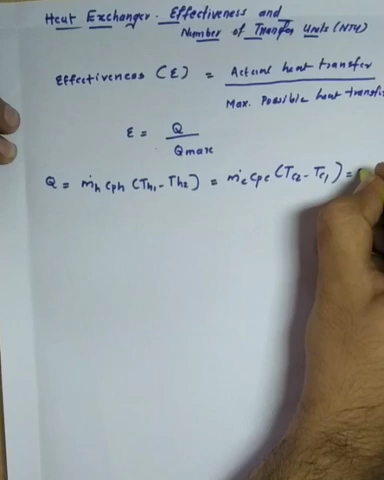 Heat Exchanger. Effectiveness and
Number of Transfer Units (NTU)
Effectiveness (ε) = Actual heat transfer
Max. Possible heat transfer
ε = Q
Qmax
Q = ṁh Cph (Th1 - Th2) = ṁc Cpc (Tc2 - Tc1) =